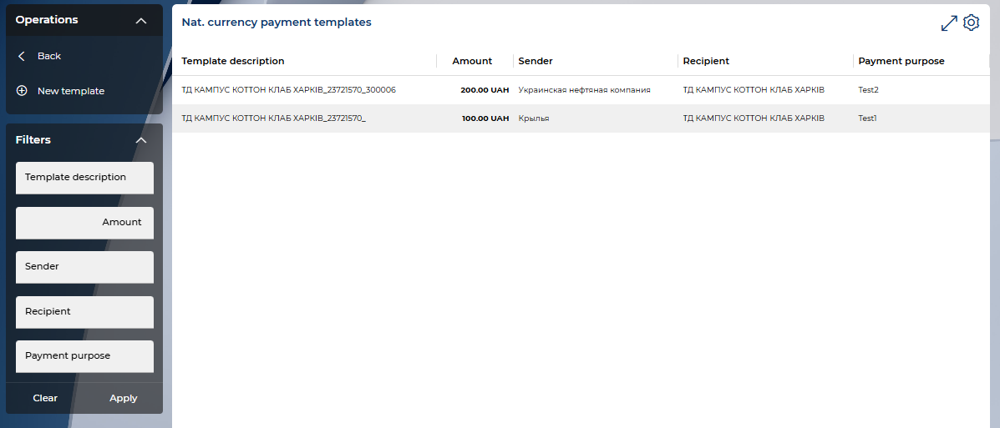 Operations
Back
New template
Filters
Template description
Amount
Sender
Recipient
Payment purpose
Clear Apply
Nat. currency payment templates
Template description Amount Sender Recipient Payment purpose
ТД КАМПУС КОТТОН КЛАБ ХАРКІВ_23721570_300006 200.00 UAH Украинская нефтяная компания ТД КАМПУС КОТТОН КЛАБ ХАРКІВ Test2
ТД КАМПУС КОТТОН КЛАБ ХАРКІВ_23721570_ 100.00 UAH Крылья ТД КАМПУС КОТТОН КЛАБ ХАРКІВ Test1